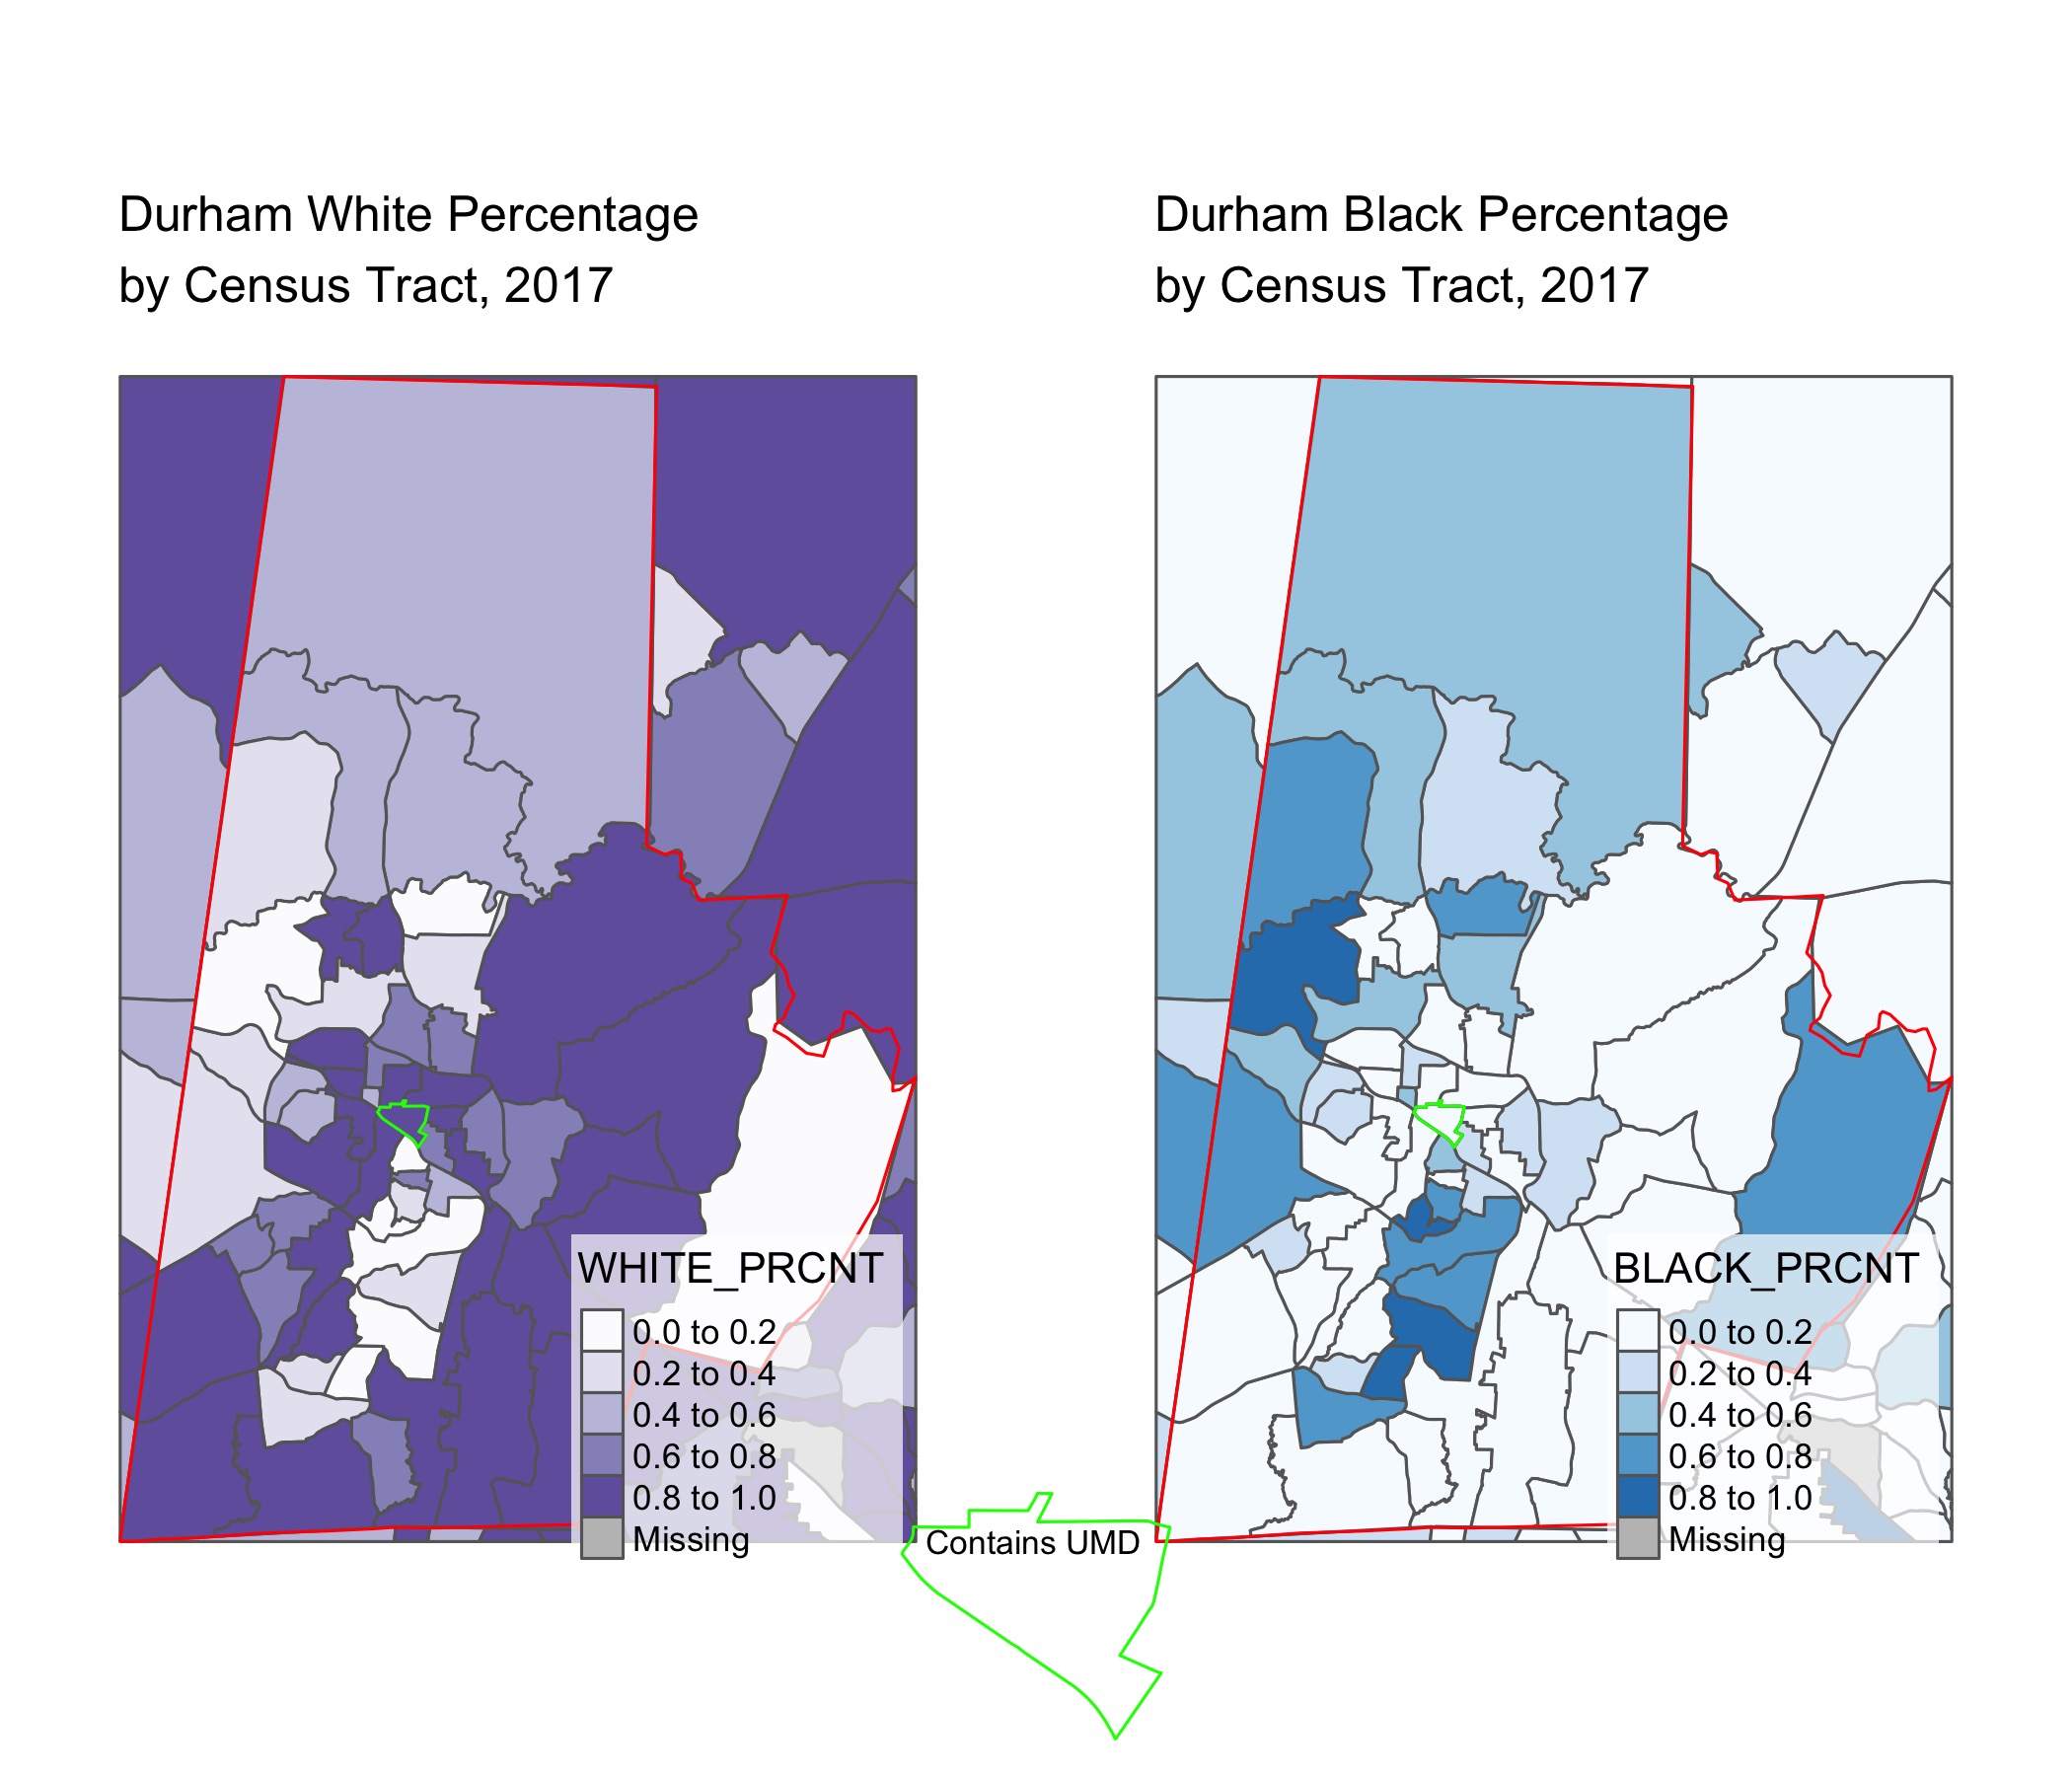 Durham White Percentage
by Census Tract, 2017
Durham Black Percentage
by Census Tract, 2017
WHITE_PRCNT
0.0 to 0.2
0.2 to 0.4
0.4 to 0.6
0.6 to 0.8
0.8 to 1.0
Missing
Contains UMD
BLACK_PRCNT
0.0 to 0.2
0.2 to 0.4
0.4 to 0.6
0.6 to 0.8
0.8 to 1.0
Missing